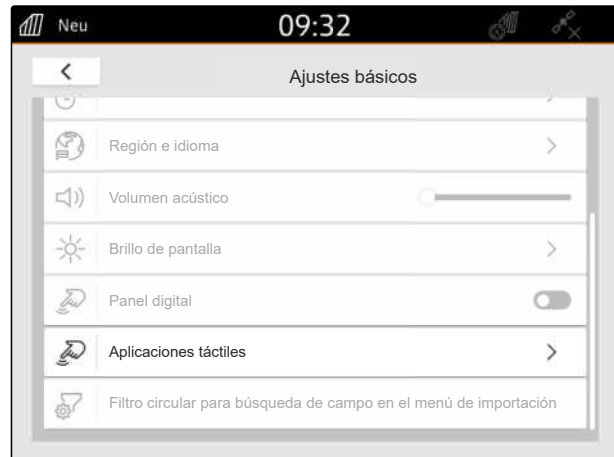 Neu
09:32
Ajustes básicos
Región e idioma
Volumen acústico
Brillo de pantalla
Panel digital
Aplicaciones táctiles
Filtro circular para búsqueda de campo en el menú de importación